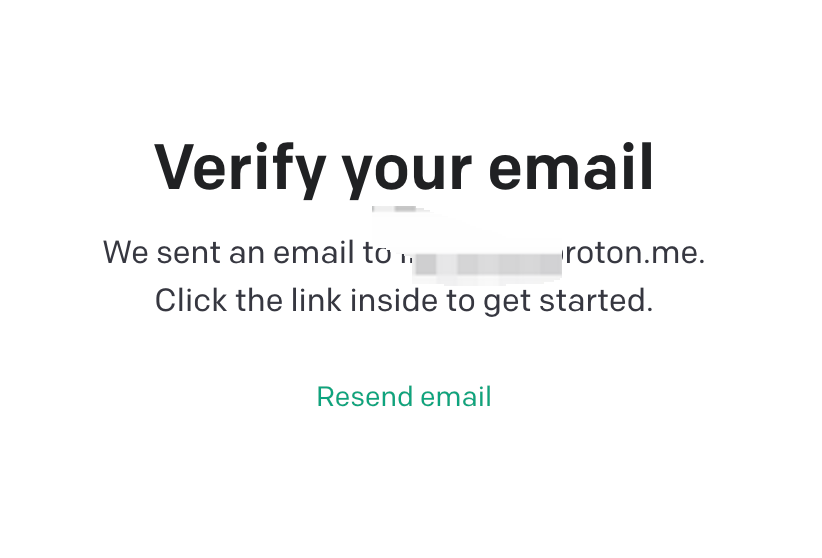 Verify your email
We sent an email to roton.me.
Click the link inside to get started.
Resend email